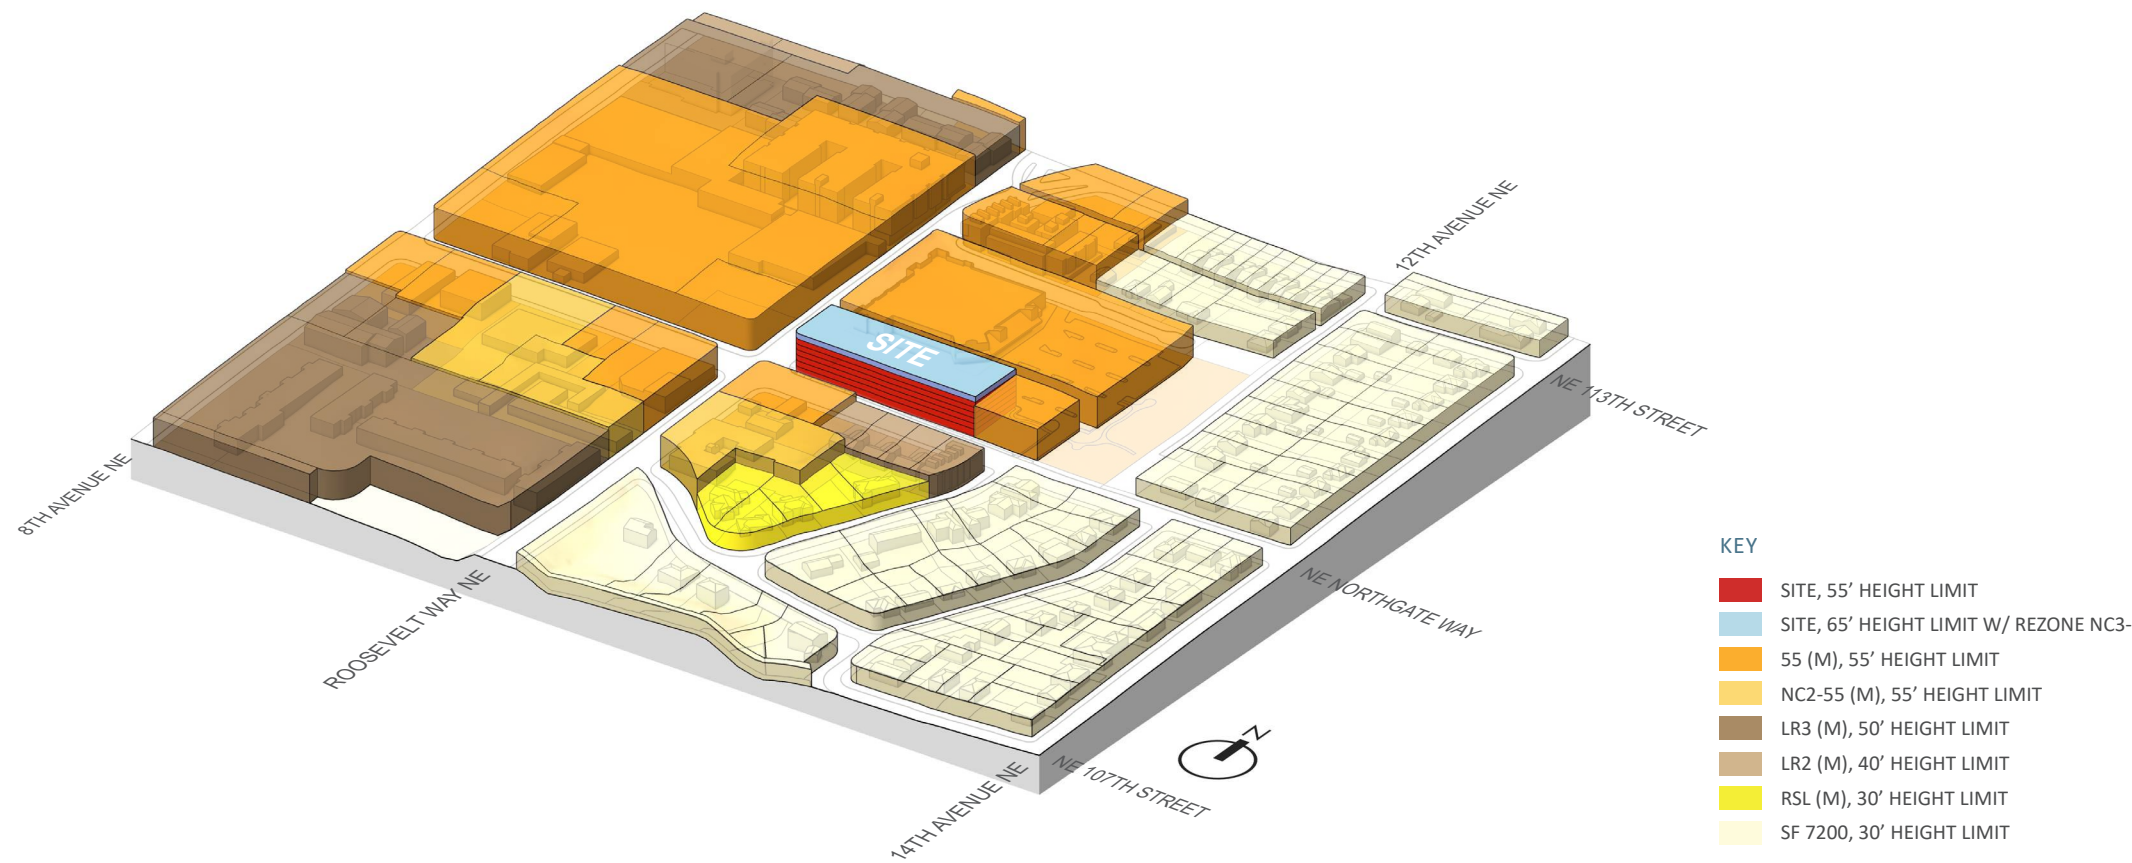 12TH AVENUE NE
SITE
NE 113TH STREET
8TH AVENUE NE
ROOSEVELT WAY NE
NE NORTHGATE WAY
N
14TH AVENUE NE
NE 107TH STREET
KEY
SITE, 55’ HEIGHT LIMIT
SITE, 65’ HEIGHT LIMIT W/ REZONE NC3-
55 (M), 55’ HEIGHT LIMIT
NC2-55 (M), 55’ HEIGHT LIMIT
LR3 (M), 50’ HEIGHT LIMIT
LR2 (M), 40’ HEIGHT LIMIT
RSL (M), 30’ HEIGHT LIMIT
SF 7200, 30’ HEIGHT LIMIT